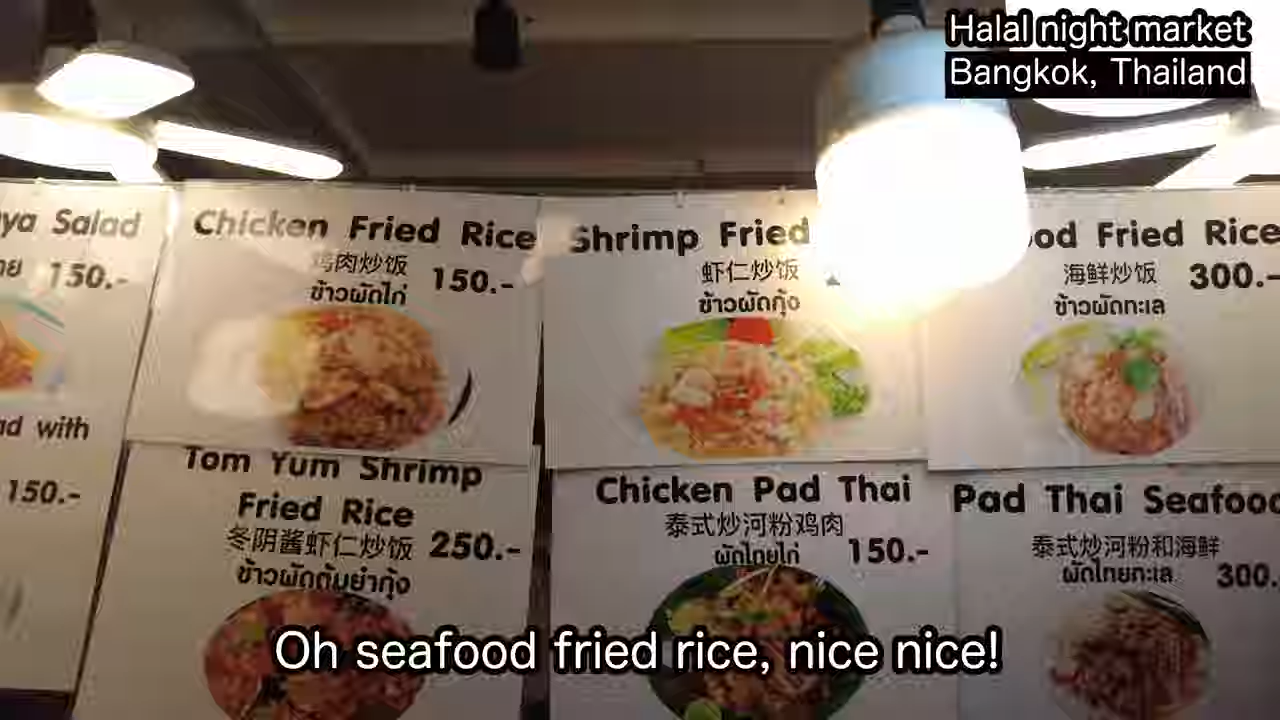 Halal night market
Bangkok, Thailand
Salad
150.-
with
150.-
Chicken Fried Rice
鸡肉炒饭
150.-
ข้าวผัดไก่
Shrimp Fried
虾仁炒饭
ข้าวผัดกุ้ง
Fried Rice
海鲜炒饭
300.-
ข้าวผัดทะเล
Tom Yum Shrimp
Fried Rice
冬阴酱虾仁炒饭
250.-
ข้าวผัดต้มยำกุ้ง
Chicken Pad Thai
泰式炒河粉鸡肉
ผัดไทยไก่
150.-
Pad Thai Seafood
泰式炒河粉和海鲜
ผัดไทยทะเล
300.
Oh seafood fried rice, nice nice!